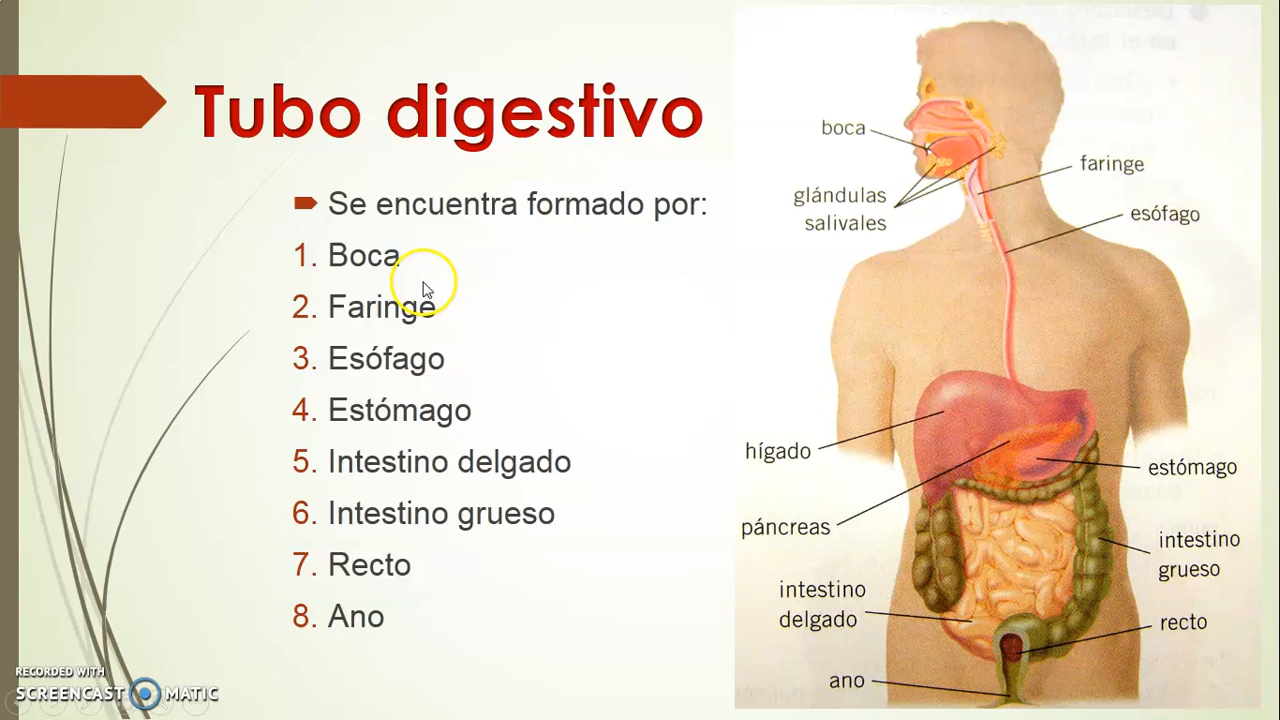 Tubo digestivo
Se encuentra formado por:
1. Boca
2. Faringe
3. Esófago
4. Estómago
5. Intestino delgado
6. Intestino grueso
7. Recto
8. Ano
boca
glándulas
salivales
faringe
esófago
hígado
estómago
páncreas
intestino
grueso
intestino
delgado
recto
ano
RECORDED WITH
SCREENCAST MATIC